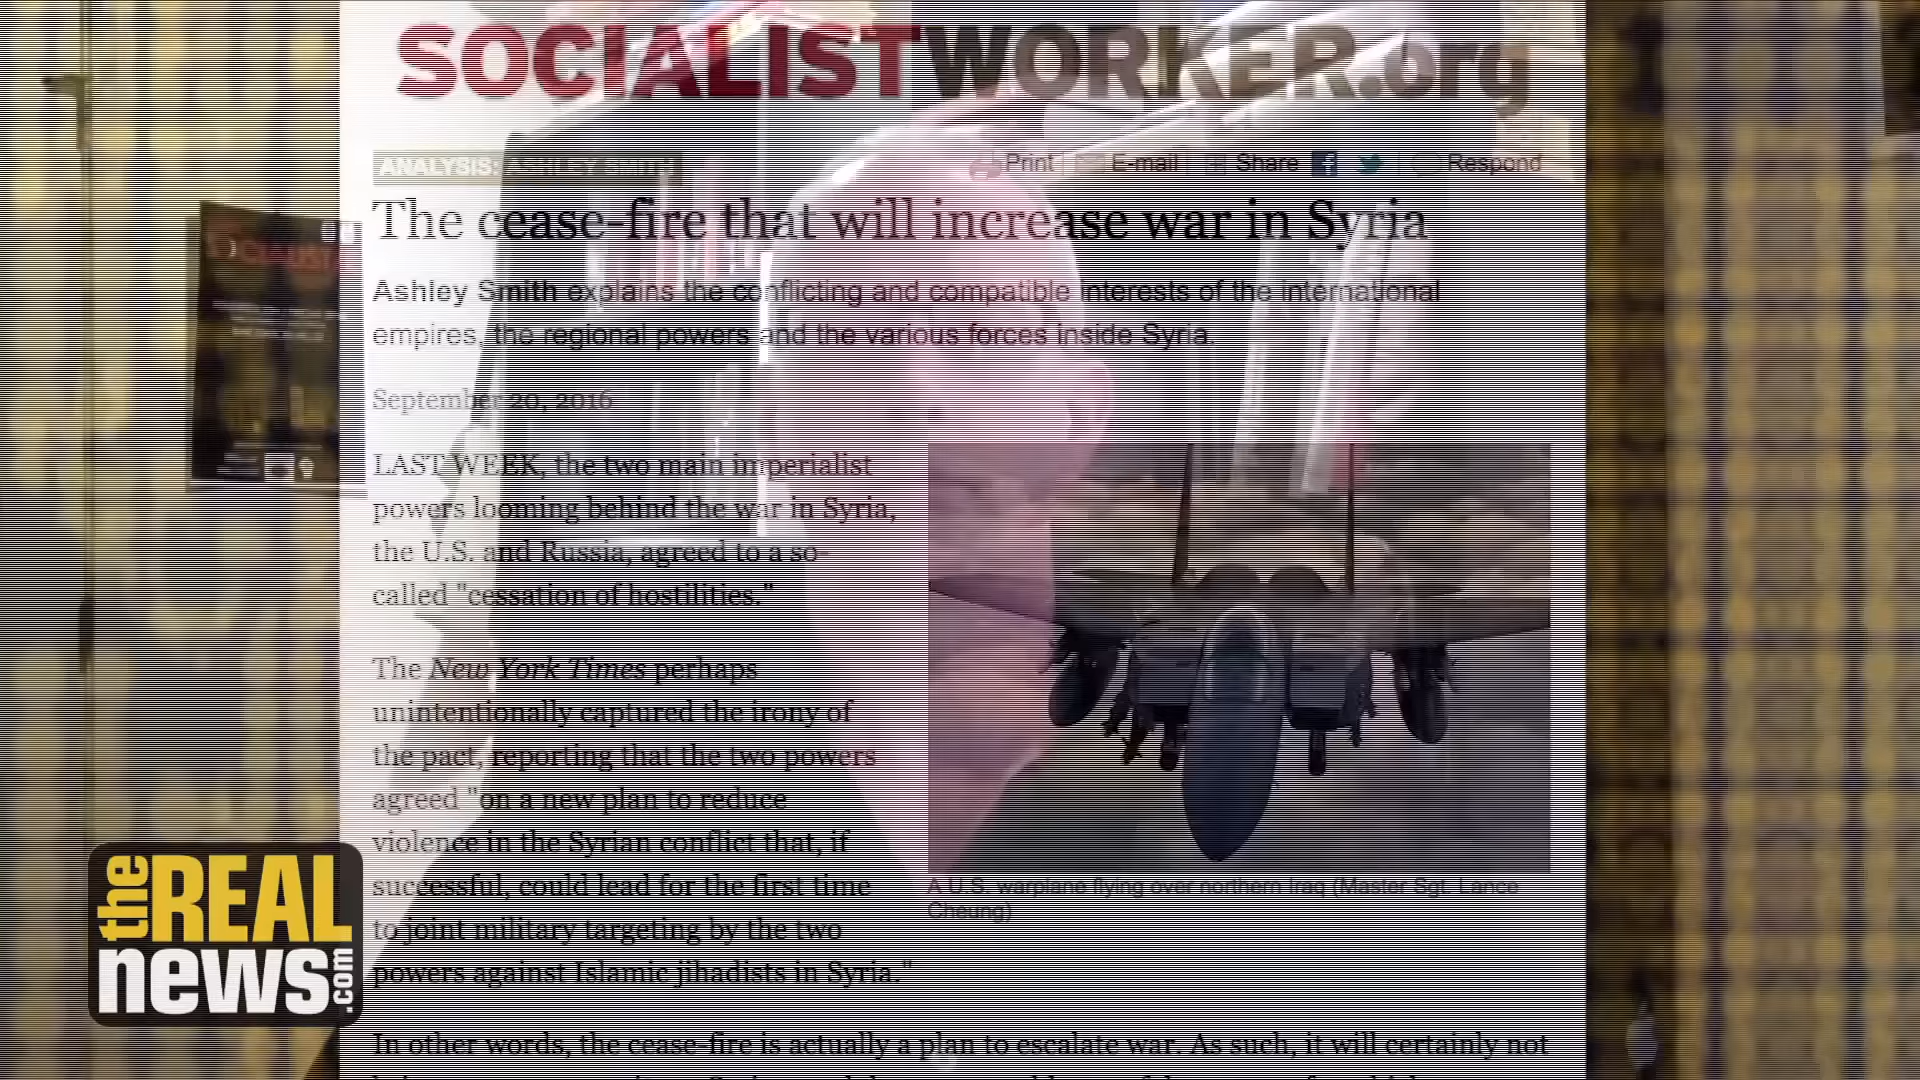 SOCIALISTWORKER.org
ANALYSIS: ASHLEY SMITH
Print E-mail Share Respond
The cease-fire that will increase war in Syria
Ashley Smith explains the conflicting and compatible interests of the international
empires, the regional powers and the various forces inside Syria.
September 20, 2016
LAST WEEK, the two main imperialist
powers looming behind the war in Syria,
the U.S. and Russia, agreed to a so-
called "cessation of hostilities."
The New York Times perhaps
unintentionally captured the irony of
the pact, reporting that the two powers
agreed "on a new plan to reduce
violence in the Syrian conflict that, if
successful, could lead for the first time
to joint military targeting by the two
powers against Islamic jihadists in Syria."
A U.S. warplane flying over northern Iraq (Master Sgt. Lance
Cheung)
In other words, the cease-fire is actually a plan to escalate war. As such, it will certainly not
the REAL
news.com